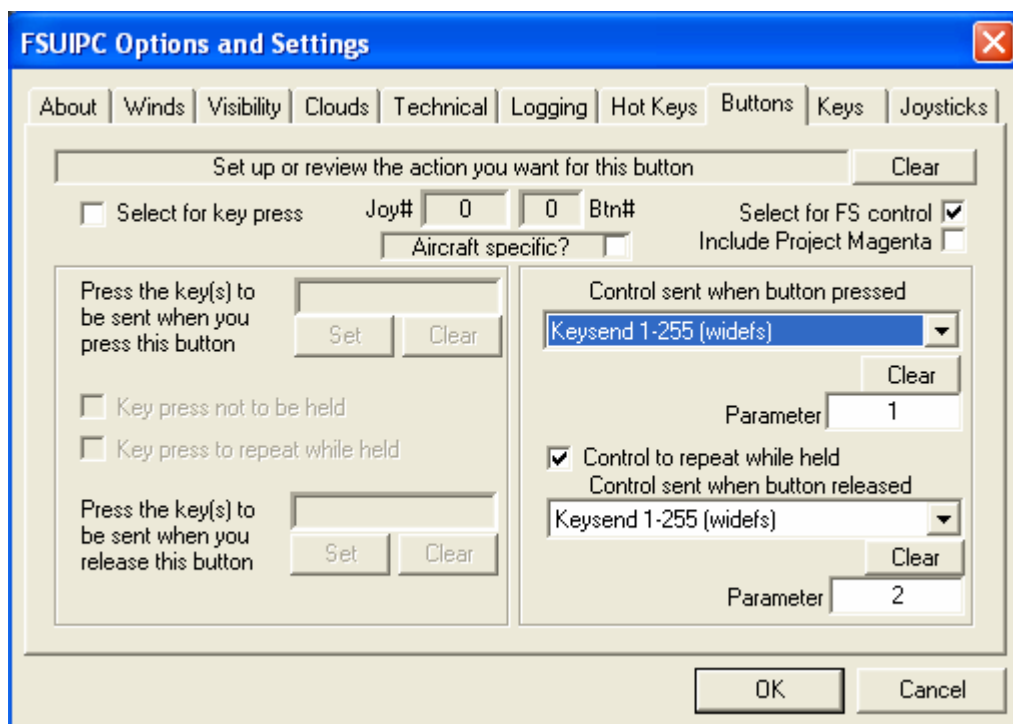 FSUIPC Options and Settings
About Winds Visibility Clouds Technical Logging Hot Keys Buttons Keys Joysticks
Set up or review the action you want for this button Clear
Select for key press Joy# 0 0 Btn# Select for FS control
Aircraft specific? Include Project Magenta
Press the key(s) to
be sent when you
press this button
Set Clear
Key press not to be held
Key press to repeat while held
Press the key(s) to
be sent when you
release this button
Set Clear
Control sent when button pressed
Keysend 1-255 (widefs)
Clear
Parameter 1
Control to repeat while held
Control sent when button released
Keysend 1-255 (widefs)
Clear
Parameter 2
OK Cancel